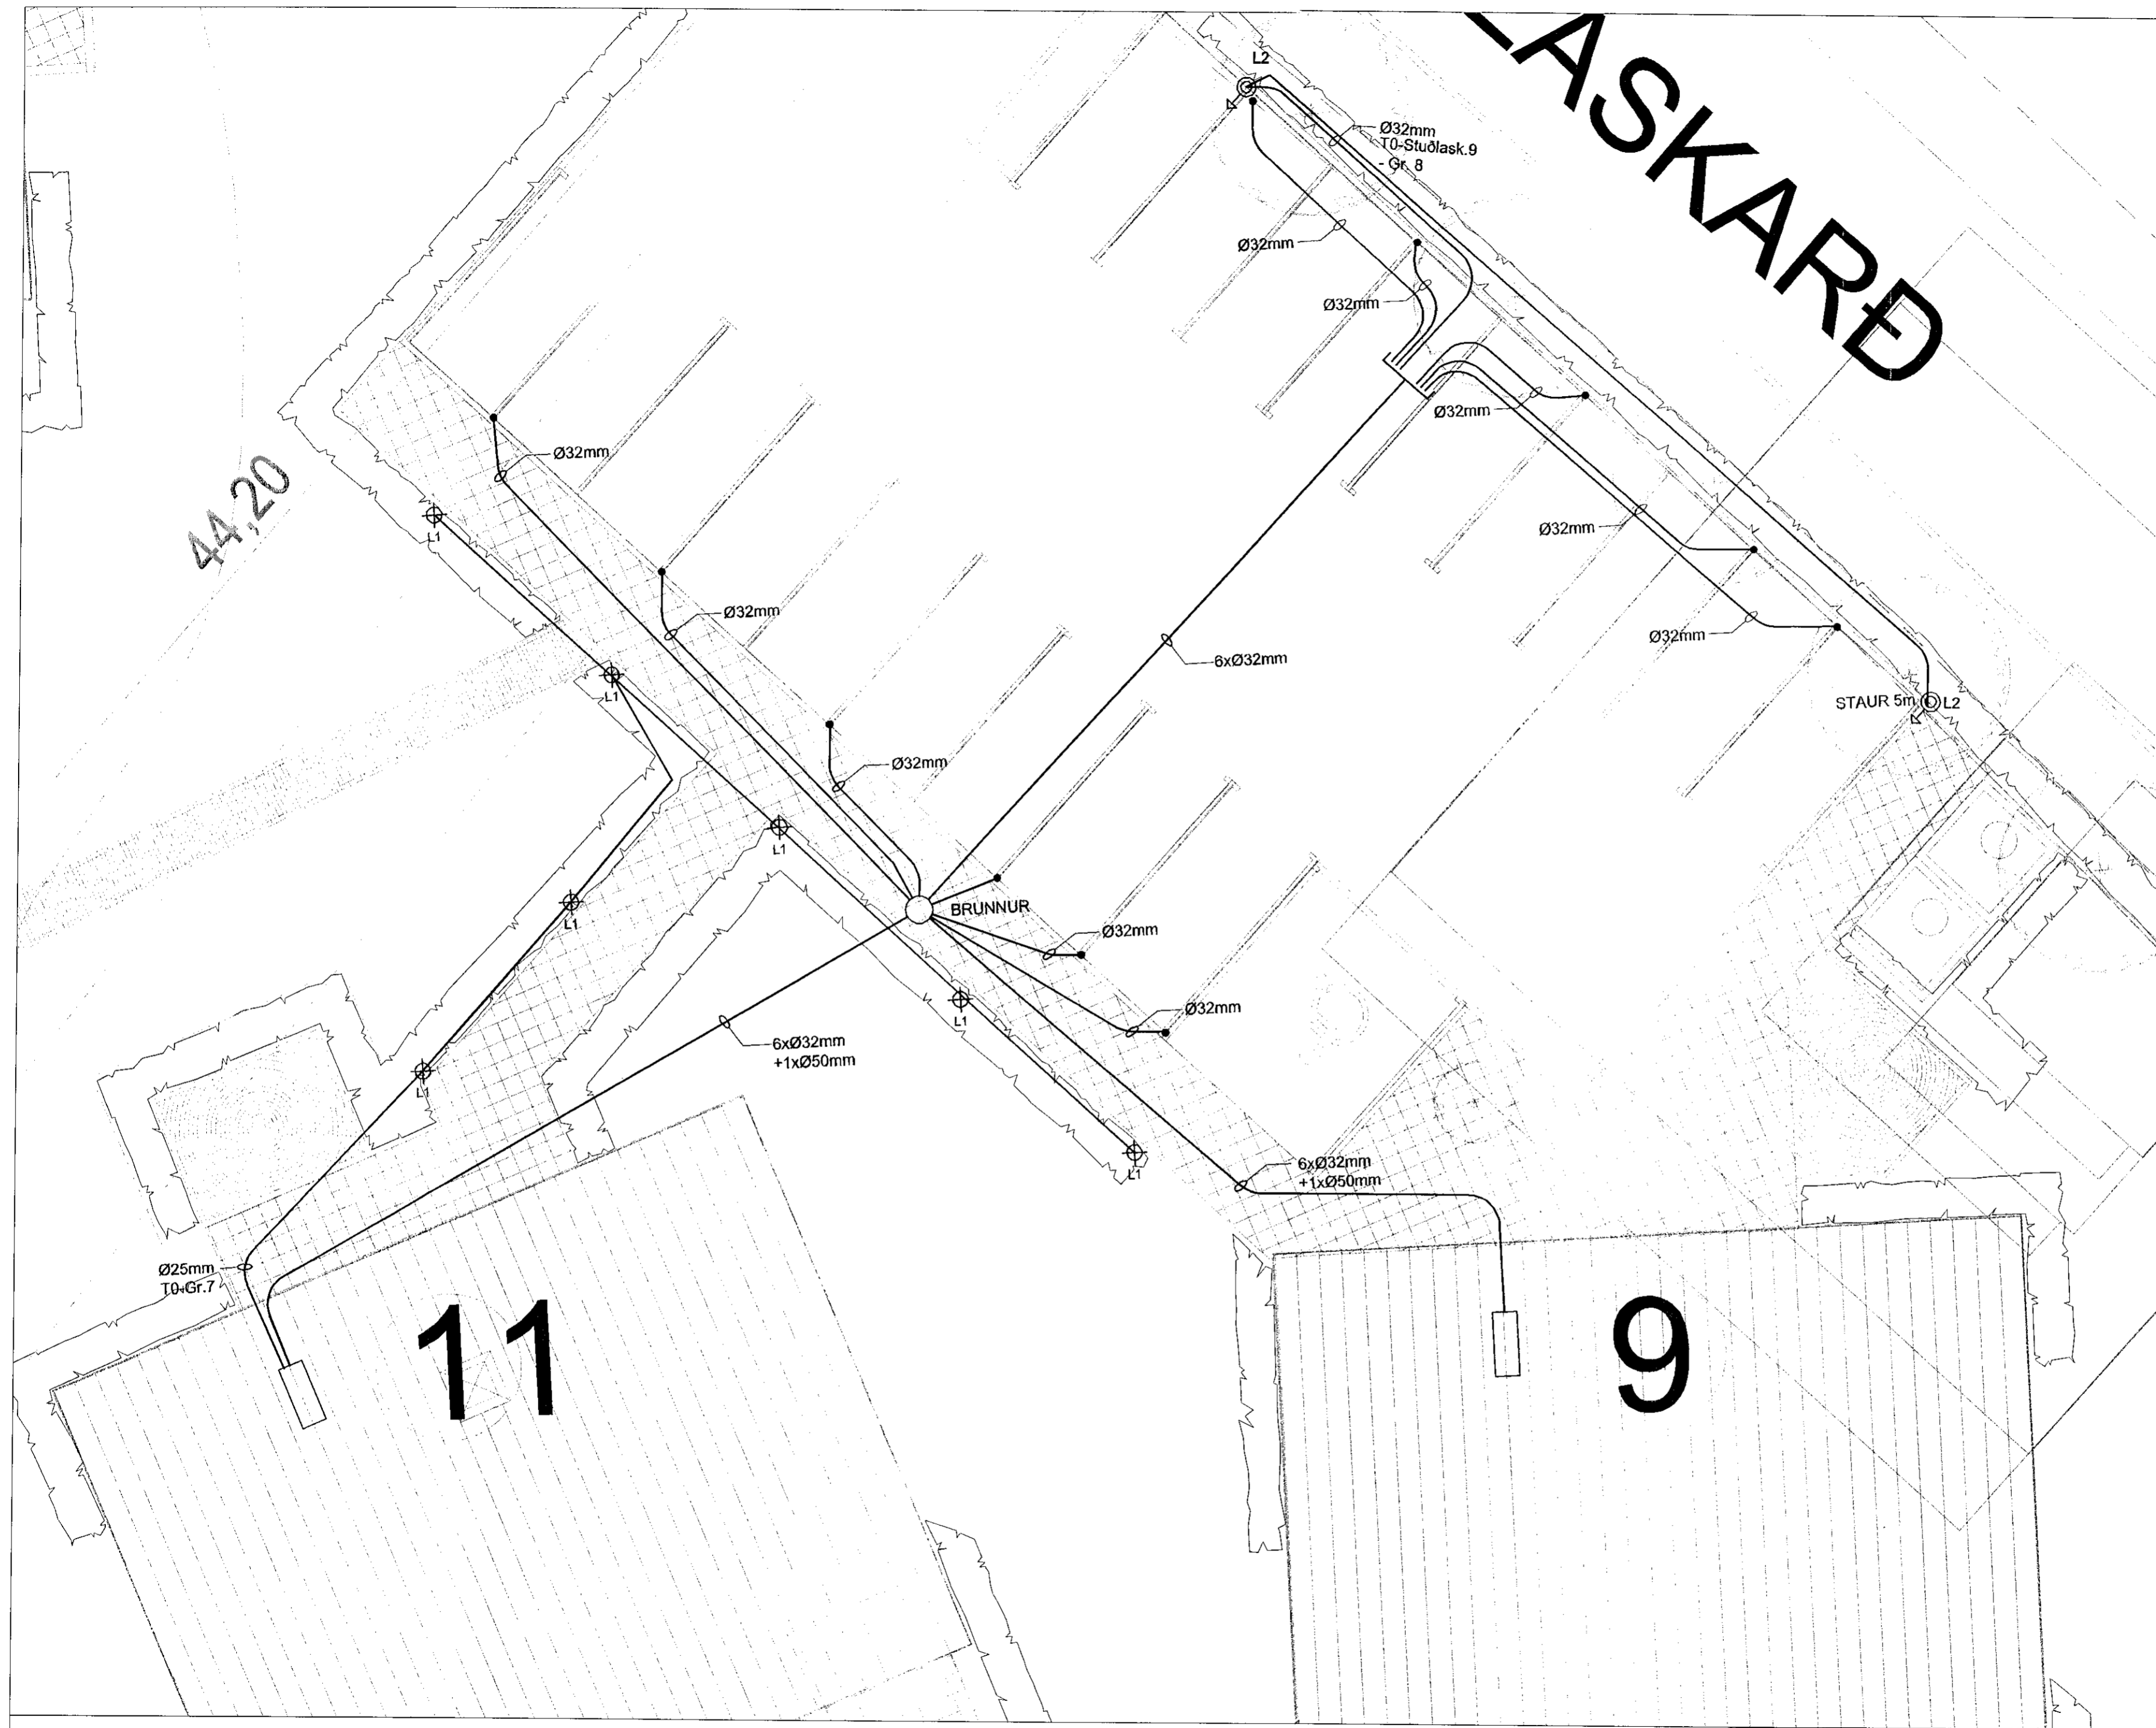 LASKARÐ
L2
Ø32mm
T0-Stuðlask.9
- Gr. 8
Ø32mm
Ø32mm
Ø32mm
Ø32mm
Ø32mm
STAUR 5m
L2
44,20
Ø32mm
L1
Ø32mm
L1
6xØ32mm
Ø32mm
L1
L1
BRUNNUR
Ø32mm
Ø32mm
L1
6xØ32mm
+1xØ50mm
L1
L1
6xØ32mm
+1xØ50mm
Ø25mm
T0-Gr.7
11
9